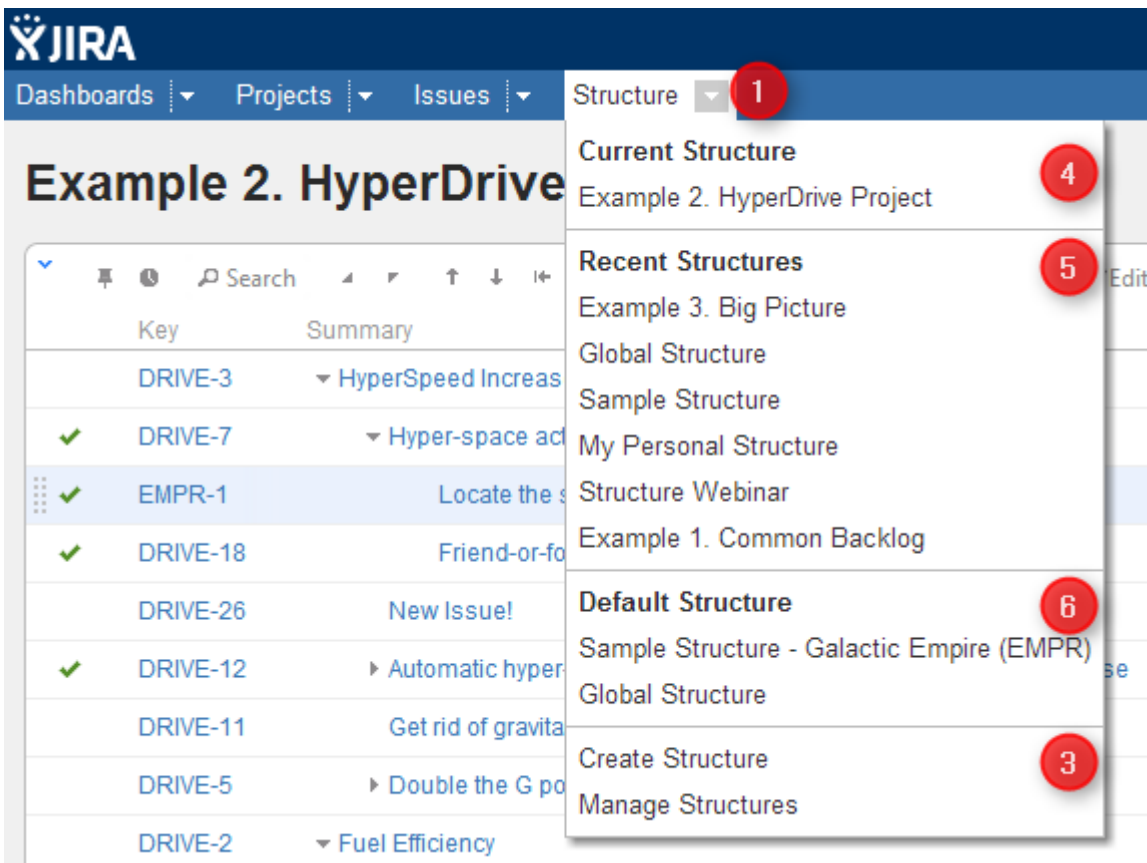 JIRA
Dashboards Projects Issues Structure 1
Current Structure 4
Example 2. HyperDrive Project
Example 2. HyperDrive
Recent Structures 5
Example 3. Big Picture
Global Structure
Sample Structure
My Personal Structure
Structure Webinar
Example 1. Common Backlog
Default Structure 6
Sample Structure - Galactic Empire (EMPR)
Global Structure
Create Structure 3
Manage Structures
Search Edit
Key Summary
DRIVE-3 HyperSpeed Increas
DRIVE-7 Hyper-space act
EMPR-1 Locate the s
DRIVE-18 Friend-or-fo
DRIVE-26 New Issue!
DRIVE-12 Automatic hyper- se
DRIVE-11 Get rid of gravita
DRIVE-5 Double the G po
DRIVE-2 Fuel Efficiency